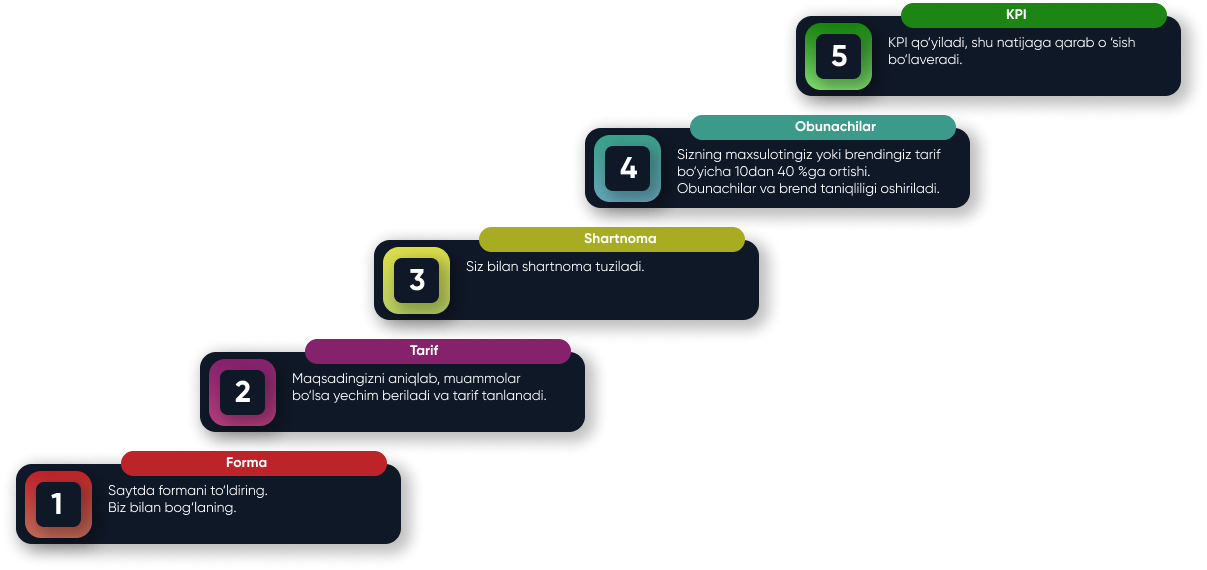 KPI
5
KPI qo‘yiladi, shu natijaga qarab o ‘sish
bo‘laveradi.
Obunachilar
4
Sizning maxsulotingiz yoki brendingiz tarif
bo‘yicha 10dan 40 %ga ortishi.
Obunachilar va brend taniqliligi oshiriladi.
Shartnoma
3
Siz bilan shartnoma tuziladi.
Tarif
2
Maqsadingizni aniqlab, muammolar
bo‘lsa yechim beriladi va tarif tanlanadi.
Forma
1
Saytda formani to‘ldiring.
Biz bilan bog‘laning.